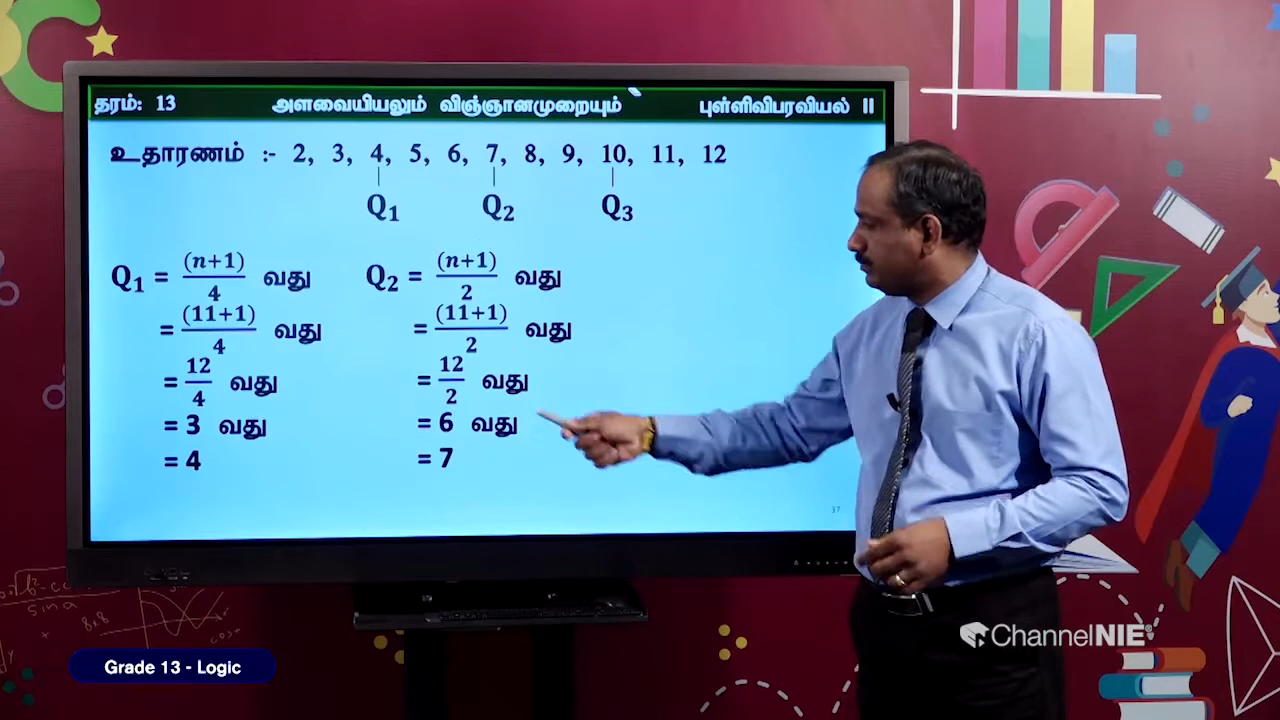 தரம்: 13 அளவையியலும் விஞ்ஞானமுறையும் புள்ளிவிபரவியல் II
உதாரணம் :- 2, 3, 4, 5, 6, 7, 8, 9, 10, 11, 12
Q₁ Q₂ Q₃
Q₁ = (n+1)/4 வது Q₂ = (n+1)/2 வது
= (11+1)/4 வது = (11+1)/2 வது
= 12/4 வது = 12/2 வது
= 3 வது = 6 வது
= 4 = 7
37
Grade 13 - Logic
ChannelNIE